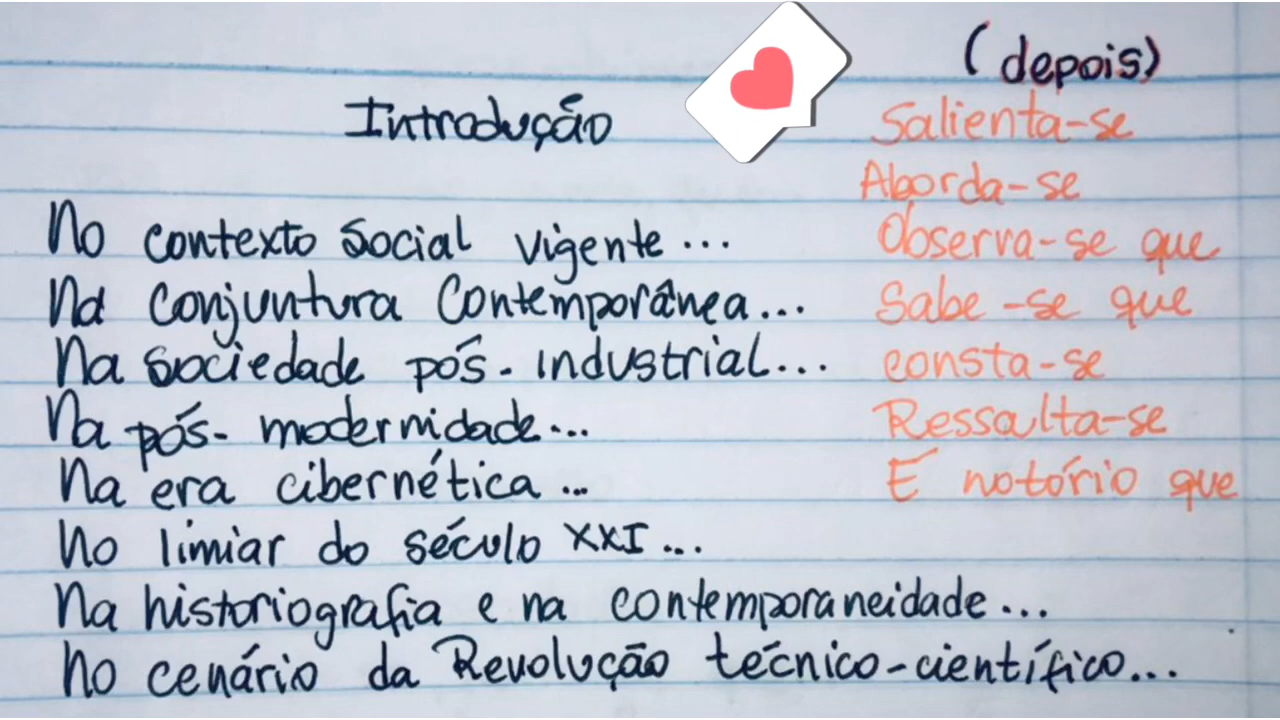 Introdução
No contexto social vigente...
Na conjuntura contemporânea...
Na sociedade pós-industrial...
Na pós-modernidade...
Na era cibernética...
No limiar do século XXI...
Na historiografia e na contemporaneidade...
No cenário da Revolução técnico-científico...
(depois)
Salienta-se
Aborda-se
Observa-se que
Sabe-se que
consta-se
Ressalta-se
É notório que